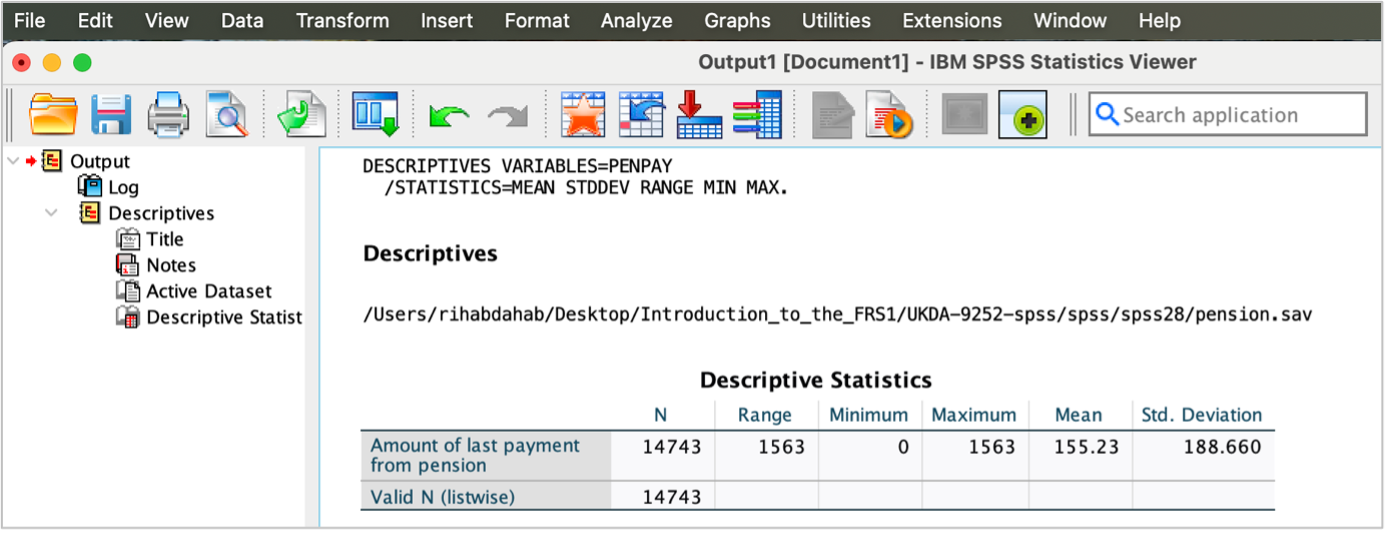 File Edit View Data Transform Insert Format Analyze Graphs Utilities Extensions Window Help
Output1 [Document1] - IBM SPSS Statistics Viewer
Search application
Output
Log
Descriptives
Title
Notes
Active Dataset
Descriptive Statist
DESCRIPTIVES VARIABLES=PENPAY
/STATISTICS=MEAN STDDEV RANGE MIN MAX.
Descriptives
/Users/rihabdahab/Desktop/Introduction_to_the_FRS1/UKDA-9252-spss/spss/spss28/pension.sav
Descriptive Statistics
N Range Minimum Maximum Mean Std. Deviation
Amount of last payment 14743 1563 0 1563 155.23 188.660
from pension
Valid N (listwise) 14743